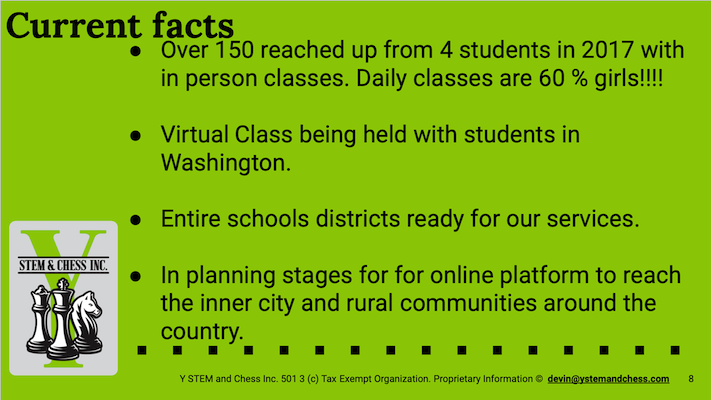 Current facts
● Over 150 reached up from 4 students in 2017 with
in person classes. Daily classes are 60 % girls!!!!
● Virtual Class being held with students in
Washington.
● Entire schools districts ready for our services.
● In planning stages for for online platform to reach
the inner city and rural communities around the
country.
Y
STEM & CHESS INC.
Y STEM and Chess Inc. 501 3 (c) Tax Exempt Organization. Proprietary Information © devin@ystemandchess.com 8